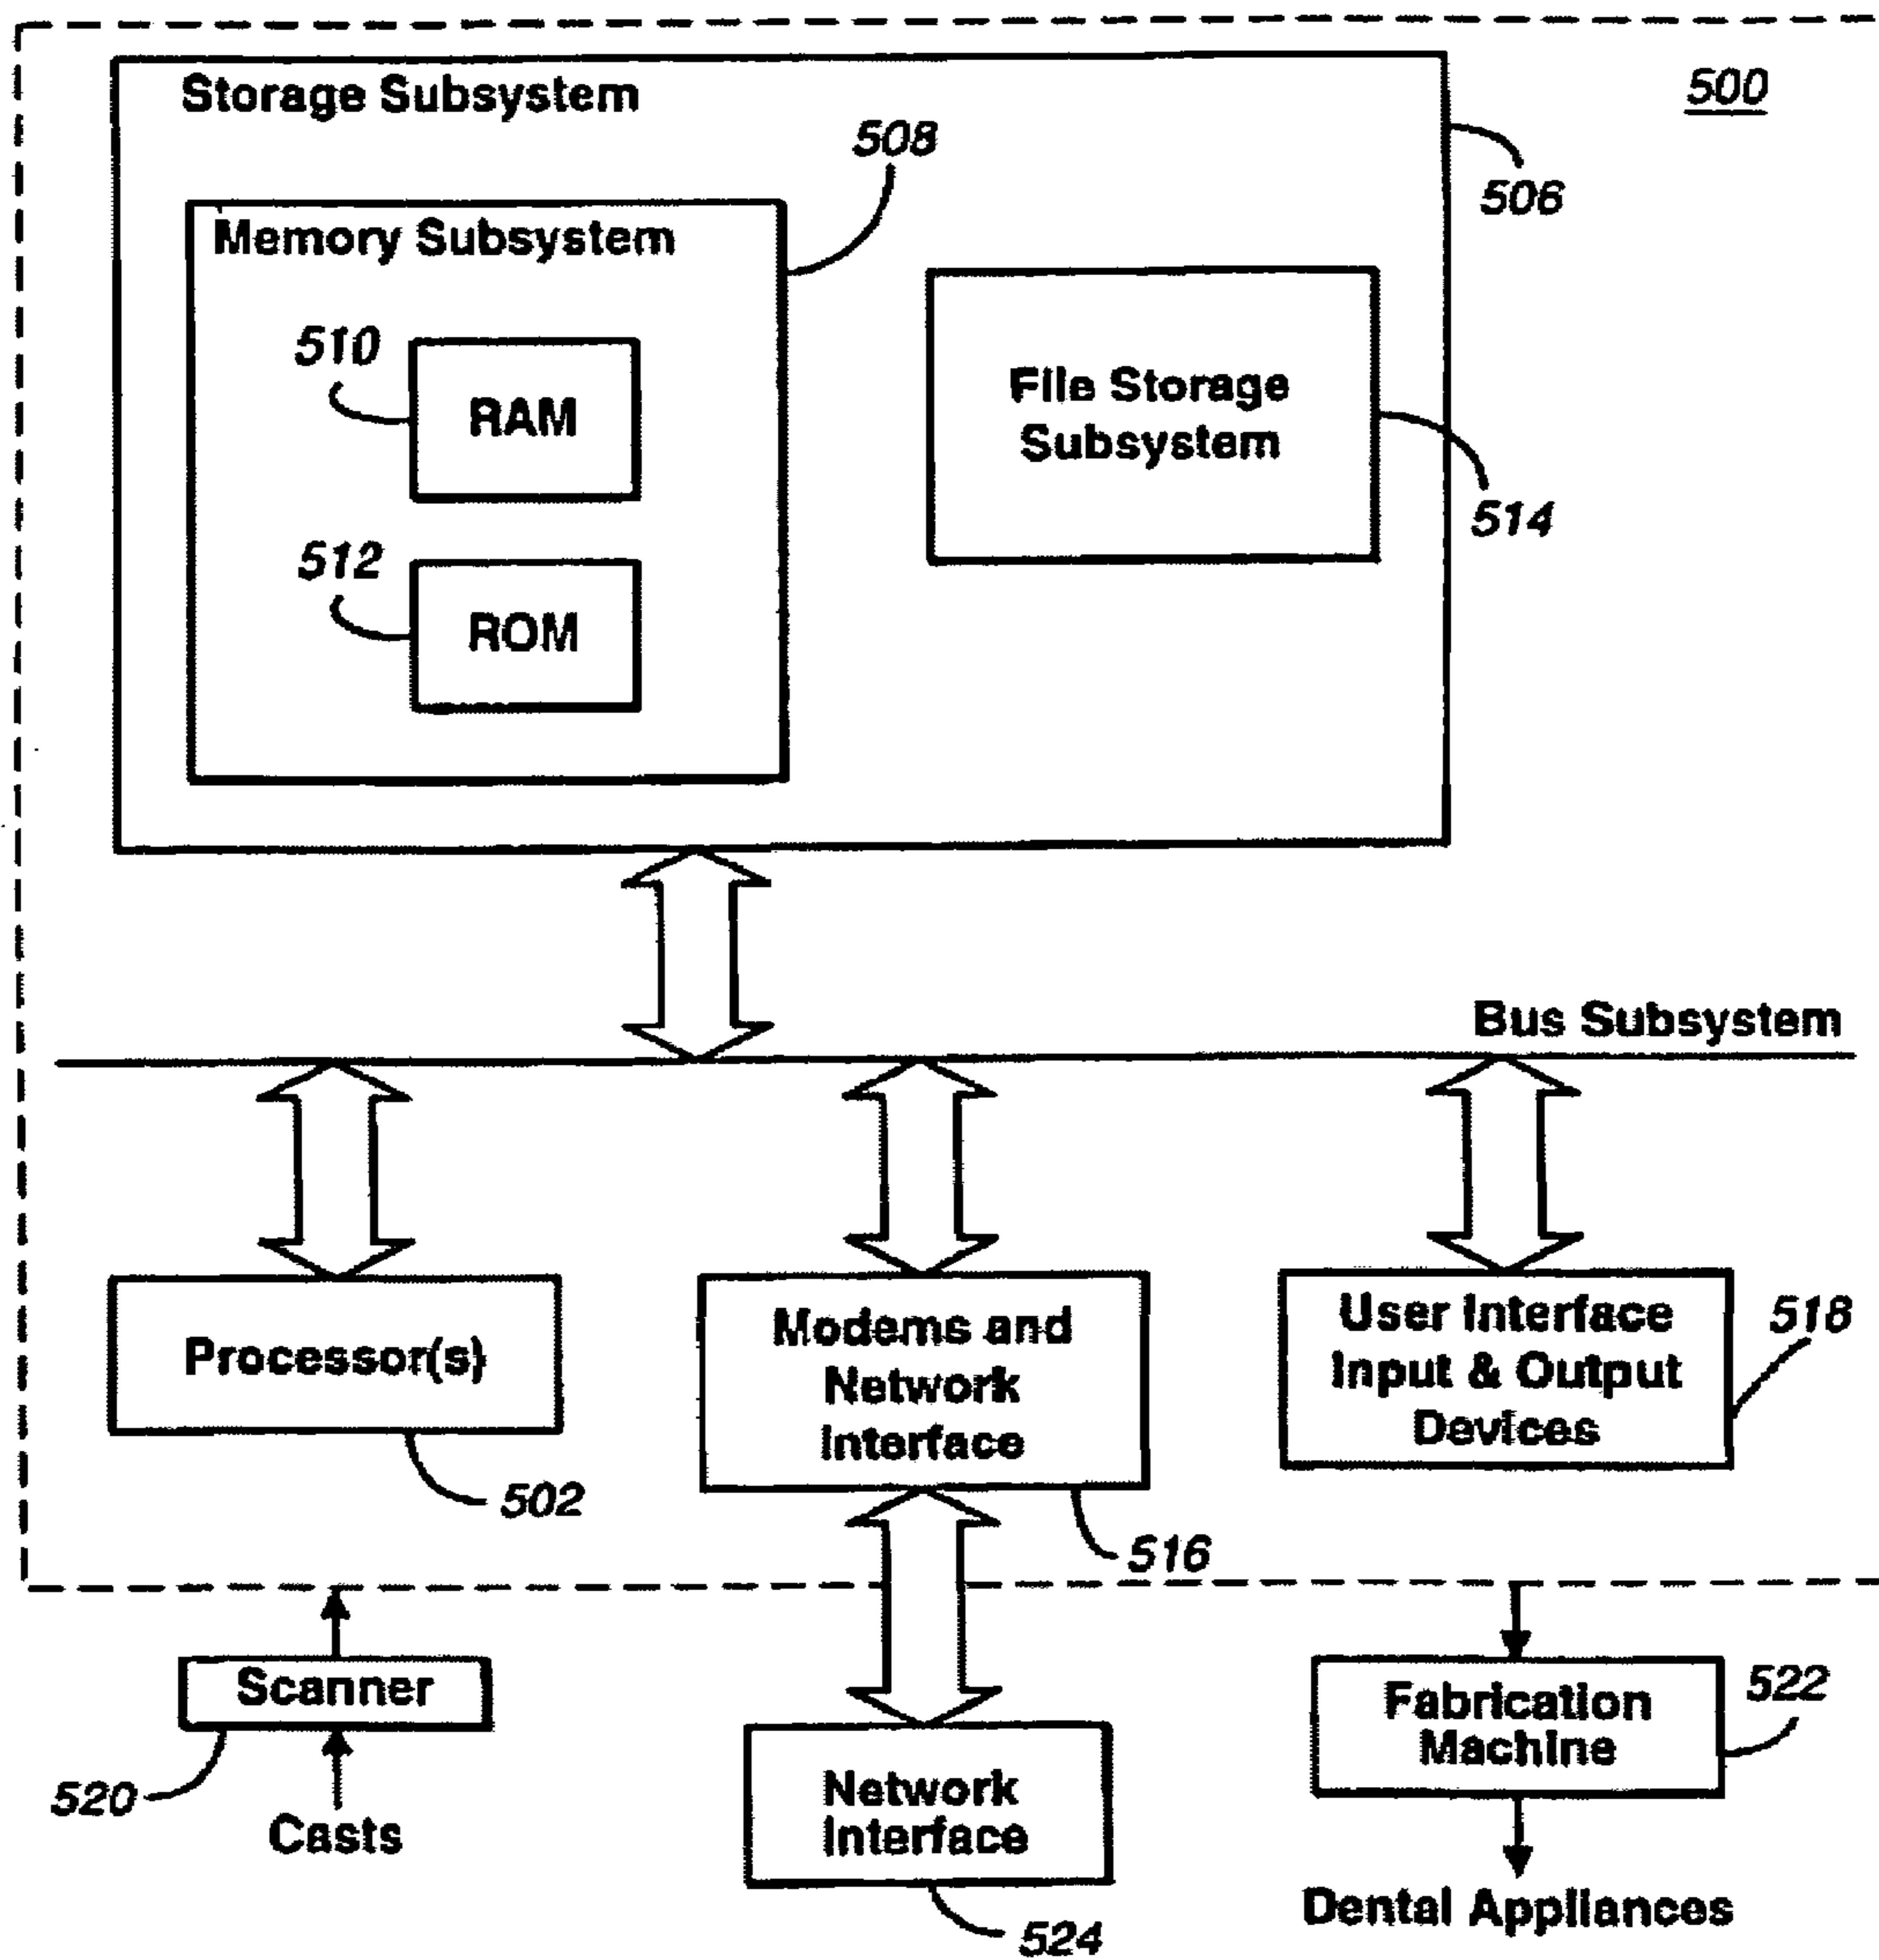 Storage Subsystem
500
508
506
Memory Subsystem
510
RAM
File Storage
Subsystem
514
512
ROM
Bus Subsystem
Processor(s)
502
Modems and
Network
Interface
516
User Interface
Input & Output
Devices
518
Scanner
520
Casts
Network
Interface
524
Fabrication
Machine
522
Dental Appliances